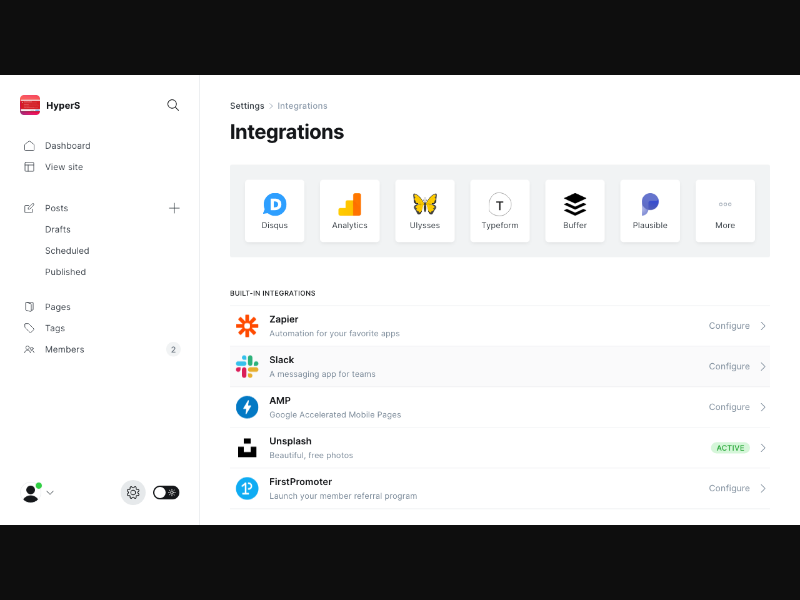 HyperS
Dashboard
View site
Posts
Drafts
Scheduled
Published
Pages
Tags
Members 2
Settings > Integrations
Integrations
Disqus
Analytics
Ulysses
T
Typeform
Buffer
Plausible
More
BUILT-IN INTEGRATIONS
Zapier
Automation for your favorite apps
Configure
Slack
A messaging app for teams
Configure
AMP
Google Accelerated Mobile Pages
Configure
Unsplash
Beautiful, free photos
ACTIVE
FirstPromoter
Launch your member referral program
Configure